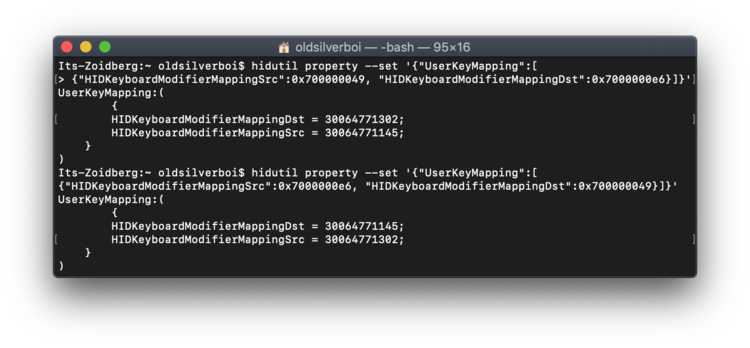 oldsilverboi — -bash — 95×16
Its-Zoidberg:~ oldsilverboi$ hidutil property --set '{"UserKeyMapping":[
[> {"HIDKeyboardModifierMappingSrc":0x700000049, "HIDKeyboardModifierMappingDst":0x7000000e6}]}']
UserKeyMapping:(
{
[ HIDKeyboardModifierMappingDst = 30064771302; ]
HIDKeyboardModifierMappingSrc = 30064771145;
}
)
Its-Zoidberg:~ oldsilverboi$ hidutil property --set '{"UserKeyMapping":[
{"HIDKeyboardModifierMappingSrc":0x7000000e6, "HIDKeyboardModifierMappingDst":0x700000049}]}'
UserKeyMapping:(
{
HIDKeyboardModifierMappingDst = 30064771145;
[ HIDKeyboardModifierMappingSrc = 30064771302; ]
}
)